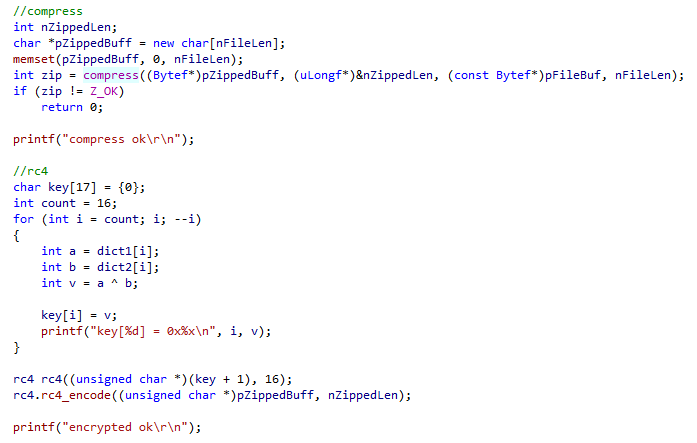 //compress
int nZippedLen;
char *pZippedBuff = new char[nFileLen];
memset(pZippedBuff, 0, nFileLen);
int zip = compress((Bytef*)pZippedBuff, (uLongf*)&nZippedLen, (const Bytef*)pFileBuf, nFileLen);
if (zip != Z_OK)
    return 0;

printf("compress ok\r\n");

//rc4
char key[17] = {0};
int count = 16;
for (int i = count; i; --i)
{
    int a = dict1[i];
    int b = dict2[i];
    int v = a ^ b;

    key[i] = v;
    printf("key[%d] = 0x%x\n", i, v);
}

rc4 rc4((unsigned char *)(key + 1), 16);
rc4.rc4_encode((unsigned char *)pZippedBuff, nZippedLen);

printf("encrypted ok\r\n");